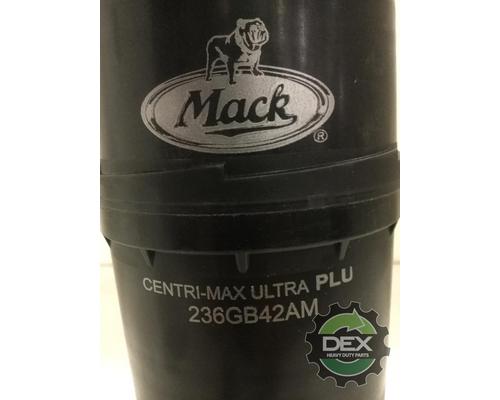 Mack
®
CENTRI-MAX ULTRA PLU
236GB42AM
DEX
HEAVY DUTY PARTS